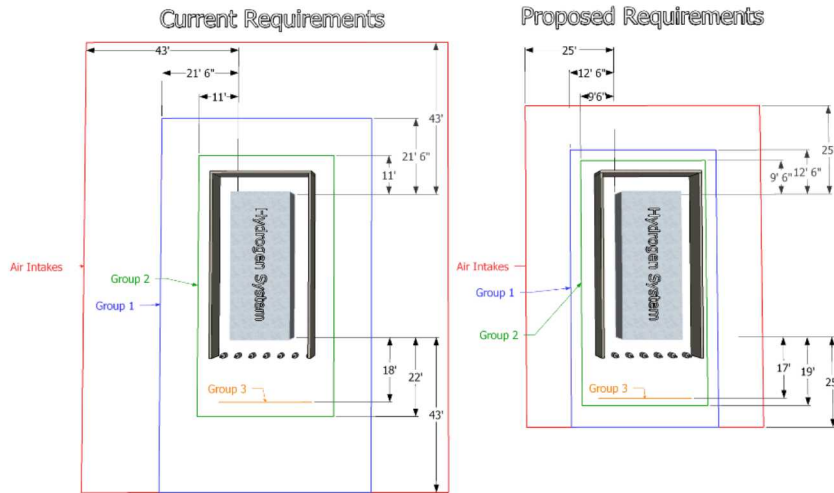 Current Requirements
43'
21' 6"
11'
43'
21' 6"
11'
Hydrogen System
Air Intakes
Group 2
Group 1
18'
22'
Group 3
43'
Proposed Requirements
25'
12' 6"
9'6"
25'
9' 6"
12' 6"
Hydrogen System
Air Intakes
Group 1
Group 2
17'
19'
Group 3
25'